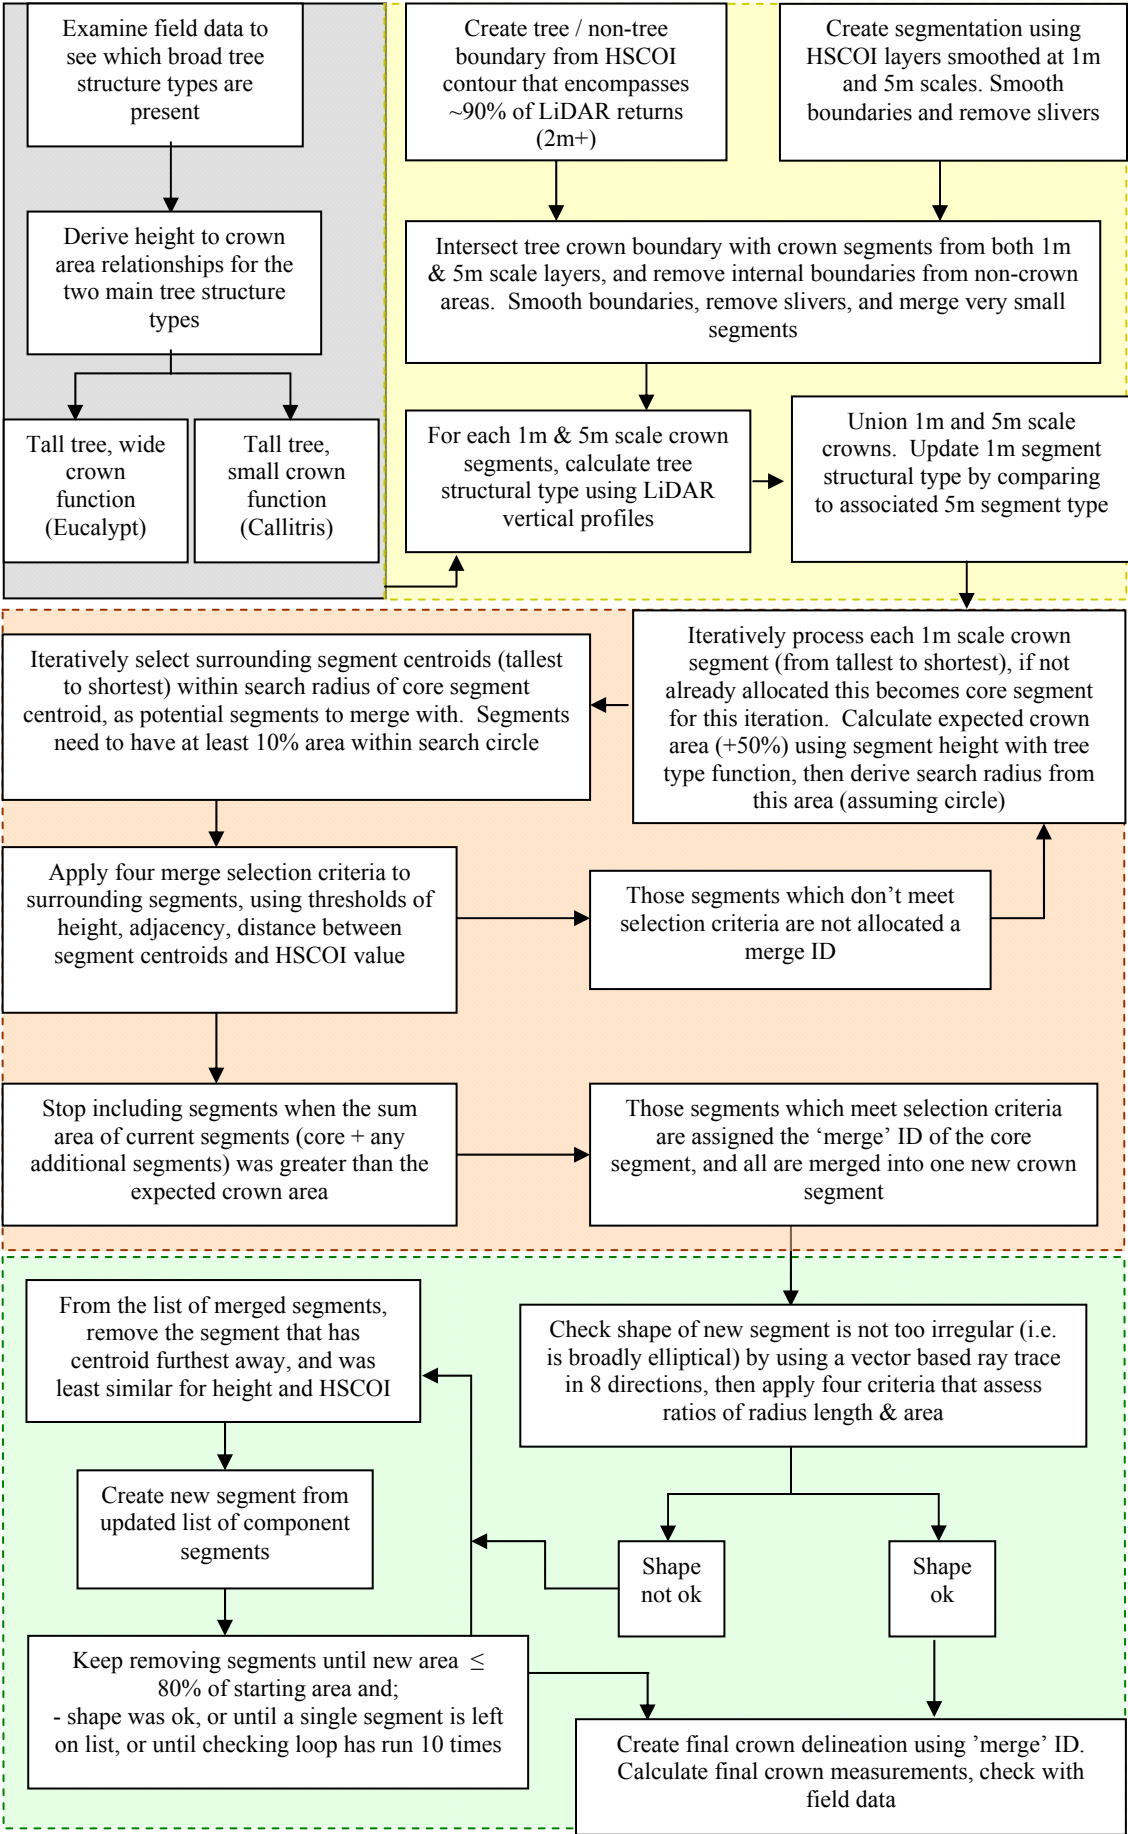 Examine field data to
see which broad tree
structure types are
present
Create tree / non-tree
boundary from HSCOI
contour that encompasses
~90% of LiDAR returns
(2m+)
Create segmentation using
HSCOI layers smoothed at 1m
and 5m scales. Smooth
boundaries and remove slivers
Derive height to crown
area relationships for the
two main tree structure
types
Intersect tree crown boundary with crown segments from both 1m
& 5m scale layers, and remove internal boundaries from non-crown
areas.  Smooth boundaries, remove slivers, and merge very small
segments
Tall tree, wide
crown
function
(Eucalypt)
Tall tree,
small crown
function
(Callitris)
For each 1m & 5m scale crown
segments, calculate tree
structural type using LiDAR
vertical profiles
Union 1m and 5m scale
crowns.  Update 1m segment
structural type by comparing
to associated 5m segment type
Iteratively process each 1m scale crown
segment (from tallest to shortest), if not
already allocated this becomes core segment
for this iteration.  Calculate expected crown
area (+50%) using segment height with tree
type function, then derive search radius from
this area (assuming circle)
Iteratively select surrounding segment centroids (tallest
to shortest) within search radius of core segment
centroid, as potential segments to merge with.  Segments
need to have at least 10% area within search circle
Apply four merge selection criteria to
surrounding segments, using thresholds of
height, adjacency, distance between
segment centroids and HSCOI value
Those segments which don’t meet
selection criteria are not allocated a
merge ID
Stop including segments when the sum
area of current segments (core + any
additional segments) was greater than the
expected crown area
Those segments which meet selection criteria
are assigned the ‘merge’ ID of the core
segment, and all are merged into one new crown
segment
From the list of merged segments,
remove the segment that has
centroid furthest away, and was
least similar for height and HSCOI
Check shape of new segment is not too irregular (i.e.
is broadly elliptical) by using a vector based ray trace
in 8 directions, then apply four criteria that assess
ratios of radius length & area
Create new segment from
updated list of component
segments
Shape
not ok
Shape
ok
Keep removing segments until new area ≤
80% of starting area and;
- shape was ok, or until a single segment is left
on list, or until checking loop has run 10 times
Create final crown delineation using ’merge’ ID.
Calculate final crown measurements, check with
field data